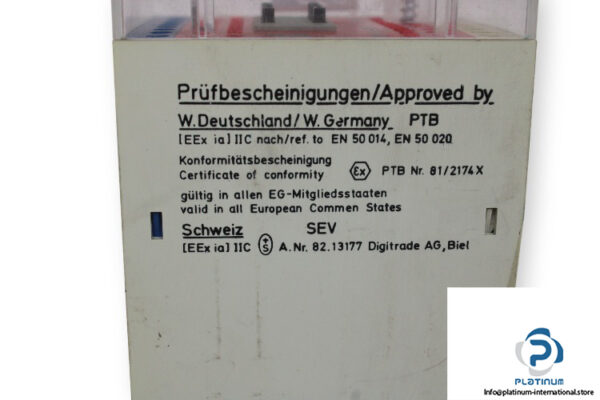 Prüfbescheinigungen/Approved by
W.Deutschland/W.Germany PTB
[EEx ia] IIC nach/ref. to EN 50 014, EN 50 020
Konformitätsbescheinigung
Certificate of conformity Ex PTB Nr. 81/2174 X
gültig in allen EG-Mitgliedsstaaten
valid in all European Commen States
Schweiz SEV
[EEx ia] IIC +S A.Nr. 82.13177 Digitrade AG, Biel
PLATINUM
http://platinum-international.store